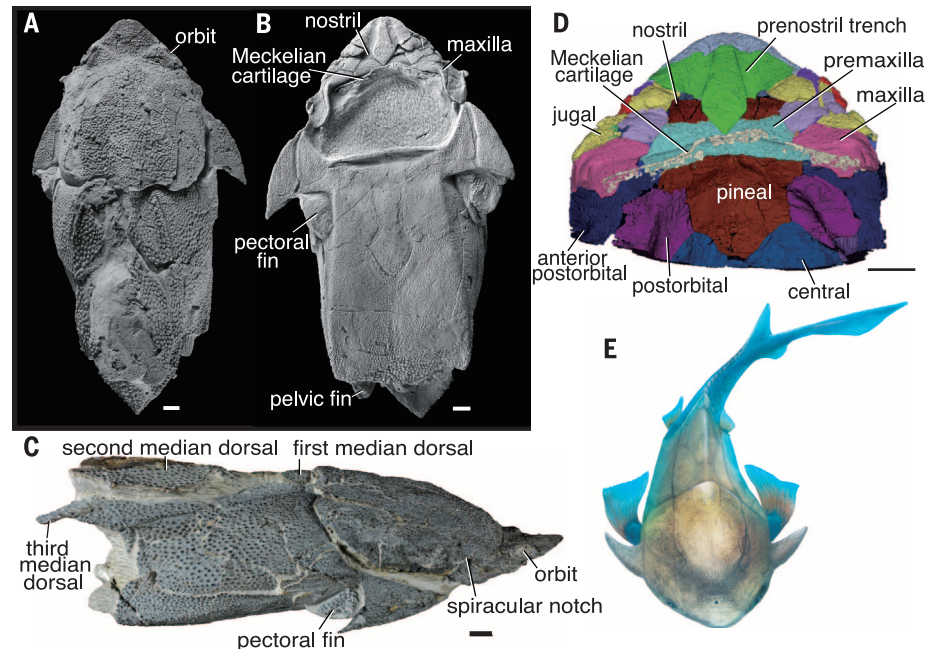 A
orbit
B
nostril
Meckelian
cartilage
maxilla
pectoral
fin
pelvic fin
C
second median dorsal
first median dorsal
third
median
dorsal
pectoral fin
spiracular notch
orbit
D
nostril
prenostril trench
Meckelian
cartilage
premaxilla
maxilla
jugal
pineal
anterior
postorbital
postorbital
central
E